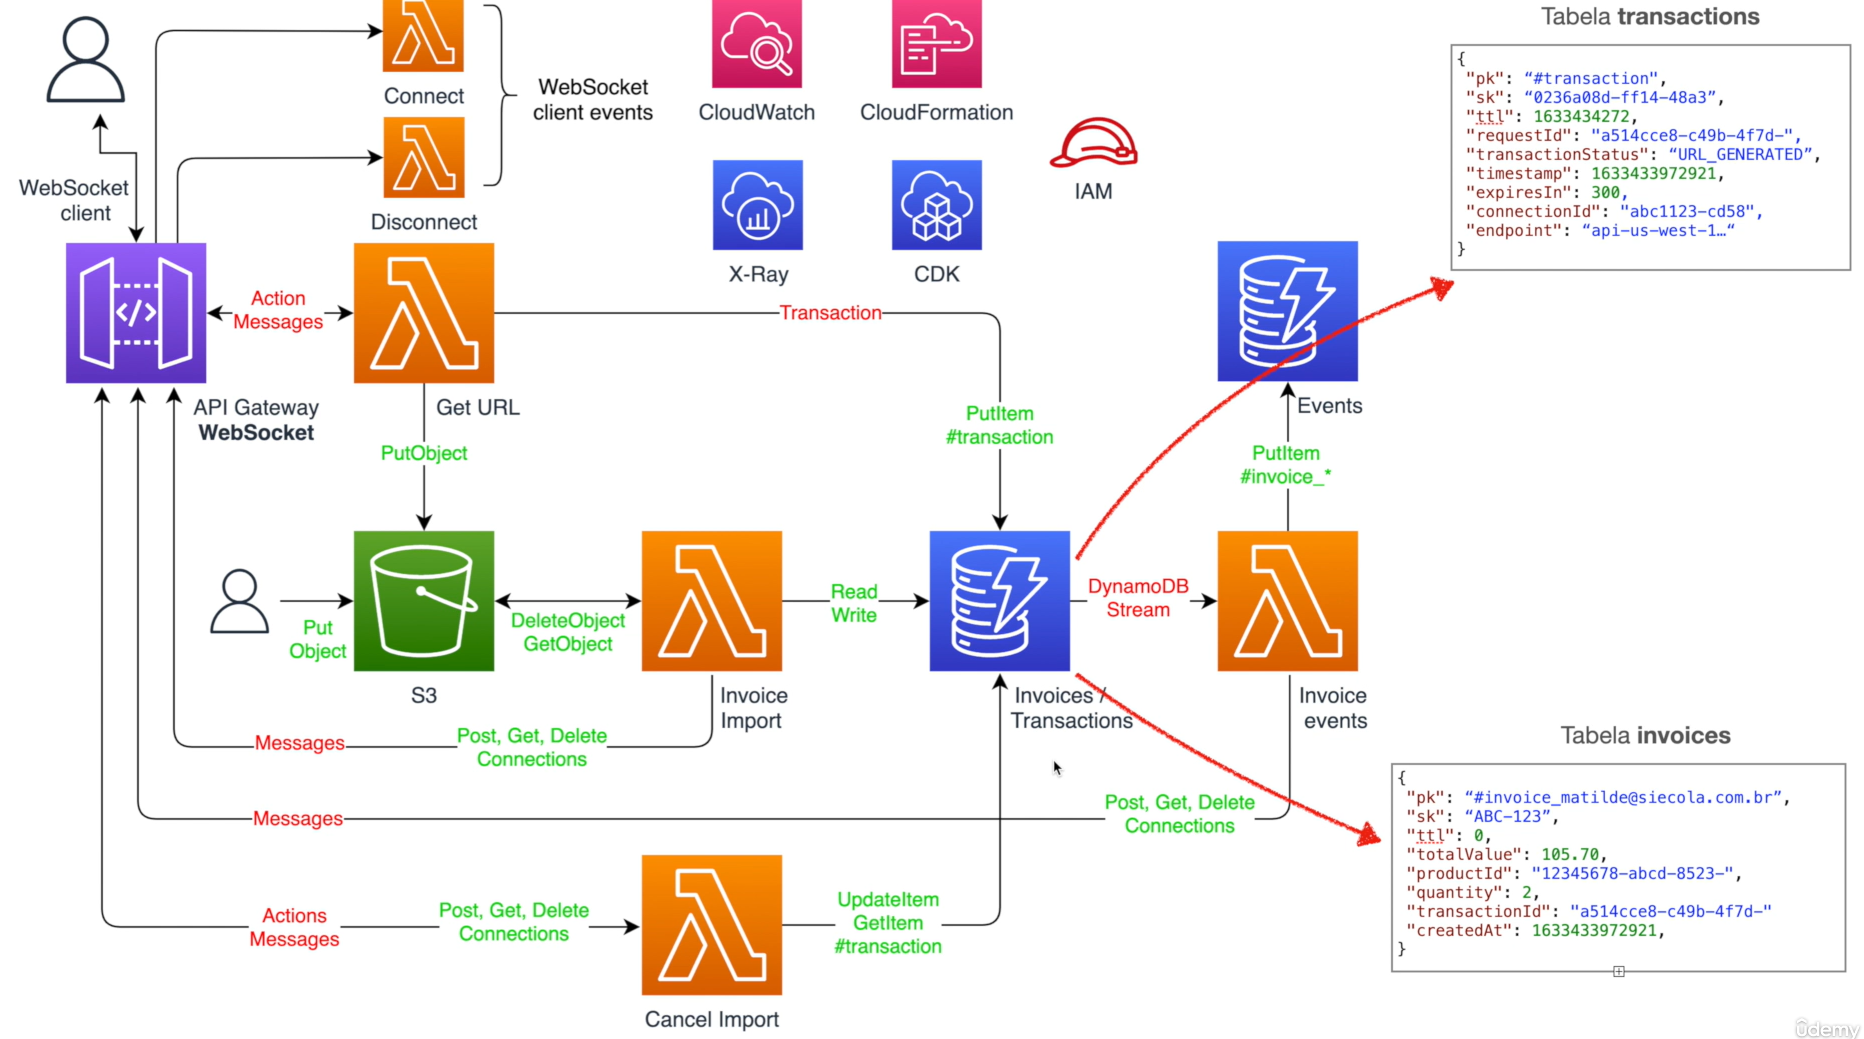 Connect
Disconnect
WebSocket
client events
WebSocket
client
CloudWatch
CloudFormation
X-Ray
CDK
IAM
Action
Messages
API Gateway
WebSocket
Get URL
Transaction
PutItem
#transaction
PutObject
Put
Object
S3
DeleteObject
GetObject
Invoice
Import
Read
Write
Invoices /
Transactions
DynamoDB
Stream
Events
PutItem
#invoice_*
Invoice
events
Messages
Post, Get, Delete
Connections
Messages
Post, Get, Delete
Connections
Actions
Messages
Post, Get, Delete
Connections
Cancel Import
UpdateItem
GetItem
#transaction
Tabela transactions
{
"pk": “#transaction",
"sk": “0236a08d-ff14-48a3”,
"ttl": 1633434272,
"requestId": "a514cce8-c49b-4f7d-",
"transactionStatus": “URL_GENERATED”,
"timestamp": 1633433972921,
"expiresIn": 300,
"connectionId": "abc1123-cd58",
"endpoint": “api-us-west-1…“
}
Tabela invoices
{
"pk": “#invoice_matilde@siecola.com.br”,
"sk": “ABC-123”,
"ttl": 0,
"totalValue": 105.70,
"productId": "12345678-abcd-8523-",
"quantity": 2,
"transactionId": "a514cce8-c49b-4f7d-"
"createdAt": 1633433972921,
}
ûdemy